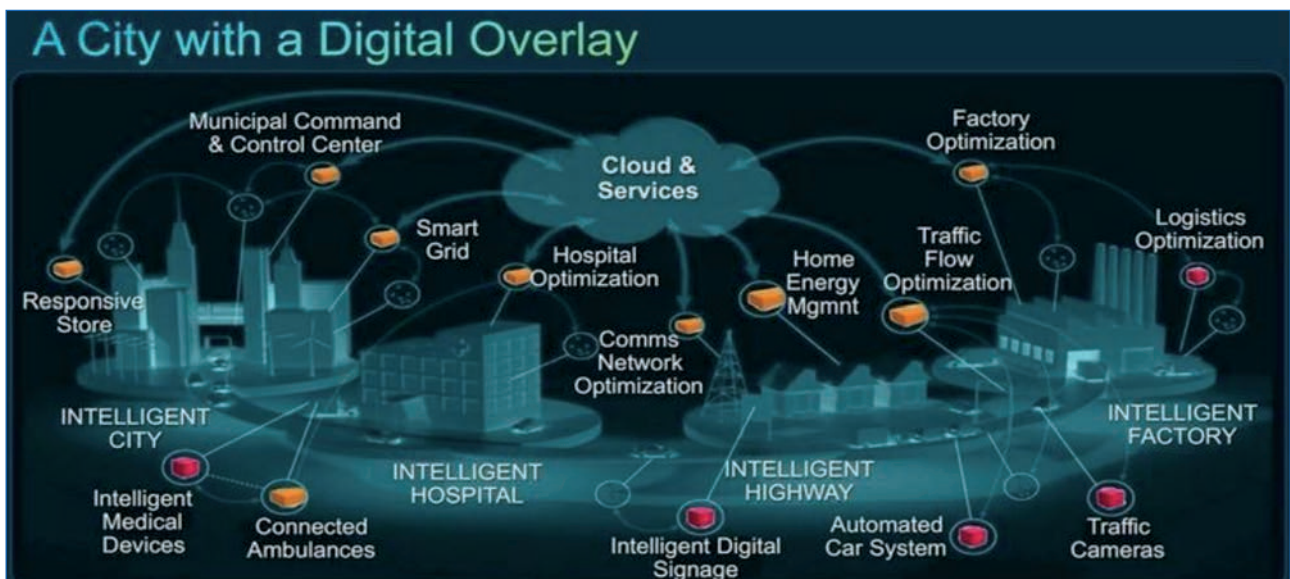 A City with a Digital Overlay
Municipal Command
& Control Center
Cloud &
Services
Factory
Optimization
Smart
Grid
Hospital
Optimization
Home
Energy
Mgmnt
Traffic
Flow
Optimization
Logistics
Optimization
Responsive
Store
Comms
Network
Optimization
INTELLIGENT
CITY
INTELLIGENT
HOSPITAL
INTELLIGENT
HIGHWAY
INTELLIGENT
FACTORY
Intelligent
Medical
Devices
Connected
Ambulances
Intelligent Digital
Signage
Automated
Car System
Traffic
Cameras